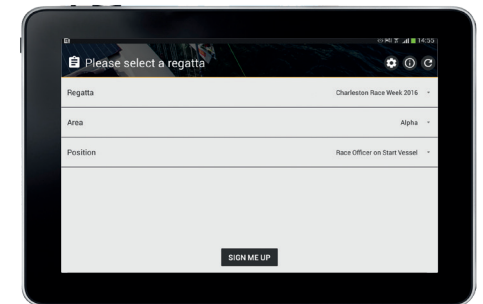 14:55
Please select a regatta
Regatta Charleston Race Week 2016
Area Alpha
Position Race Officer on Start Vessel
SIGN ME UP